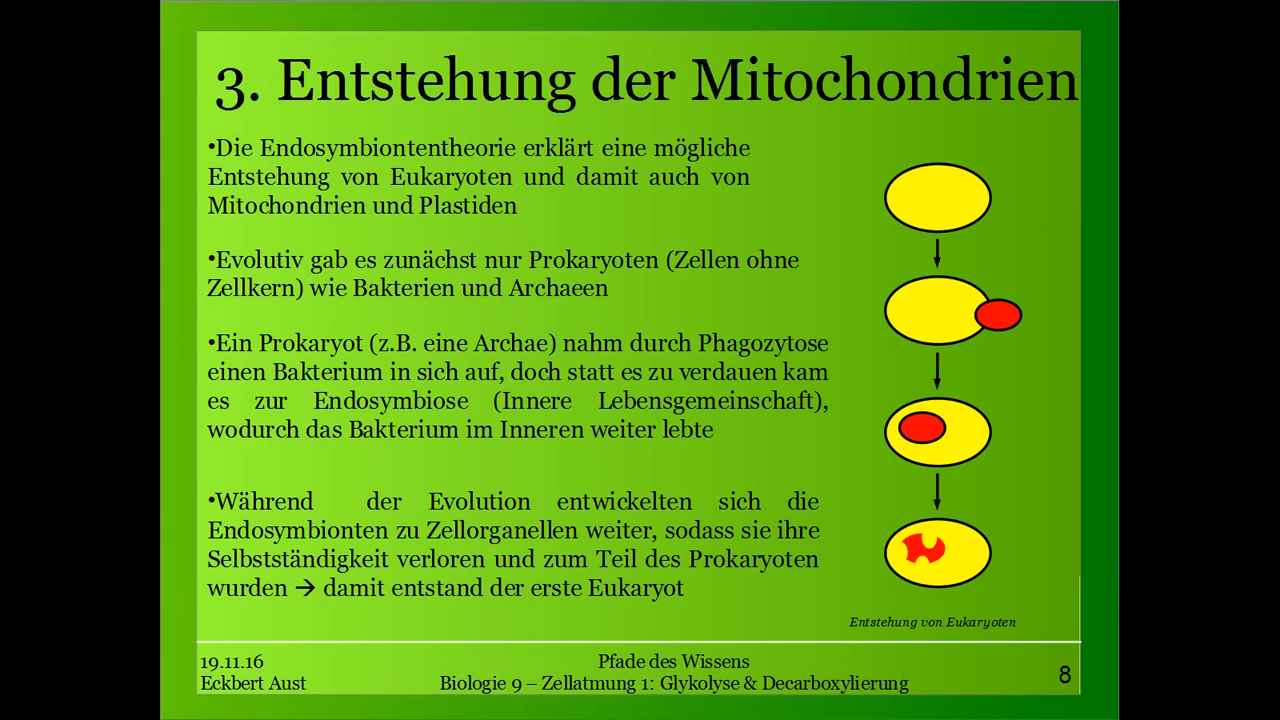 3. Entstehung der Mitochondrien
•Die Endosymbiontentheorie erklärt eine mögliche
Entstehung von Eukaryoten und damit auch von
Mitochondrien und Plastiden
•Evolutiv gab es zunächst nur Prokaryoten (Zellen ohne
Zellkern) wie Bakterien und Archaeen
•Ein Prokaryot (z.B. eine Archae) nahm durch Phagozytose
einen Bakterium in sich auf, doch statt es zu verdauen kam
es zur Endosymbiose (Innere Lebensgemeinschaft),
wodurch das Bakterium im Inneren weiter lebte
•Während der Evolution entwickelten sich die
Endosymbionten zu Zellorganellen weiter, sodass sie ihre
Selbstständigkeit verloren und zum Teil des Prokaryoten
wurden → damit entstand der erste Eukaryot
Entstehung von Eukaryoten
19.11.16
Eckbert Aust
Pfade des Wissens
Biologie 9 – Zellatmung 1: Glykolyse & Decarboxylierung
8